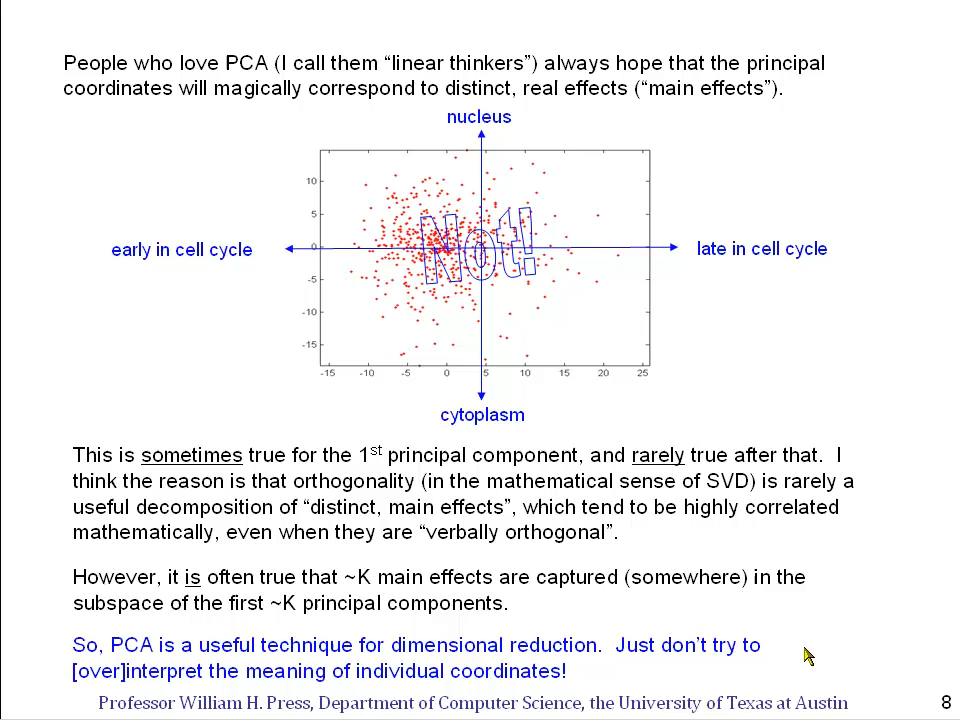 People who love PCA (I call them “linear thinkers”) always hope that the principal
coordinates will magically correspond to distinct, real effects (“main effects”).
nucleus
10
5
0
-5
-10
-15
Not!
early in cell cycle
late in cell cycle
-15 -10 -5 0 5 10 15 20 25
cytoplasm
This is sometimes true for the 1st principal component, and rarely true after that. I
think the reason is that orthogonality (in the mathematical sense of SVD) is rarely a
useful decomposition of “distinct, main effects”, which tend to be highly correlated
mathematically, even when they are “verbally orthogonal”.
However, it is often true that ~K main effects are captured (somewhere) in the
subspace of the first ~K principal components.
So, PCA is a useful technique for dimensional reduction. Just don’t try to
[over]interpret the meaning of individual coordinates!
Professor William H. Press, Department of Computer Science, the University of Texas at Austin
8